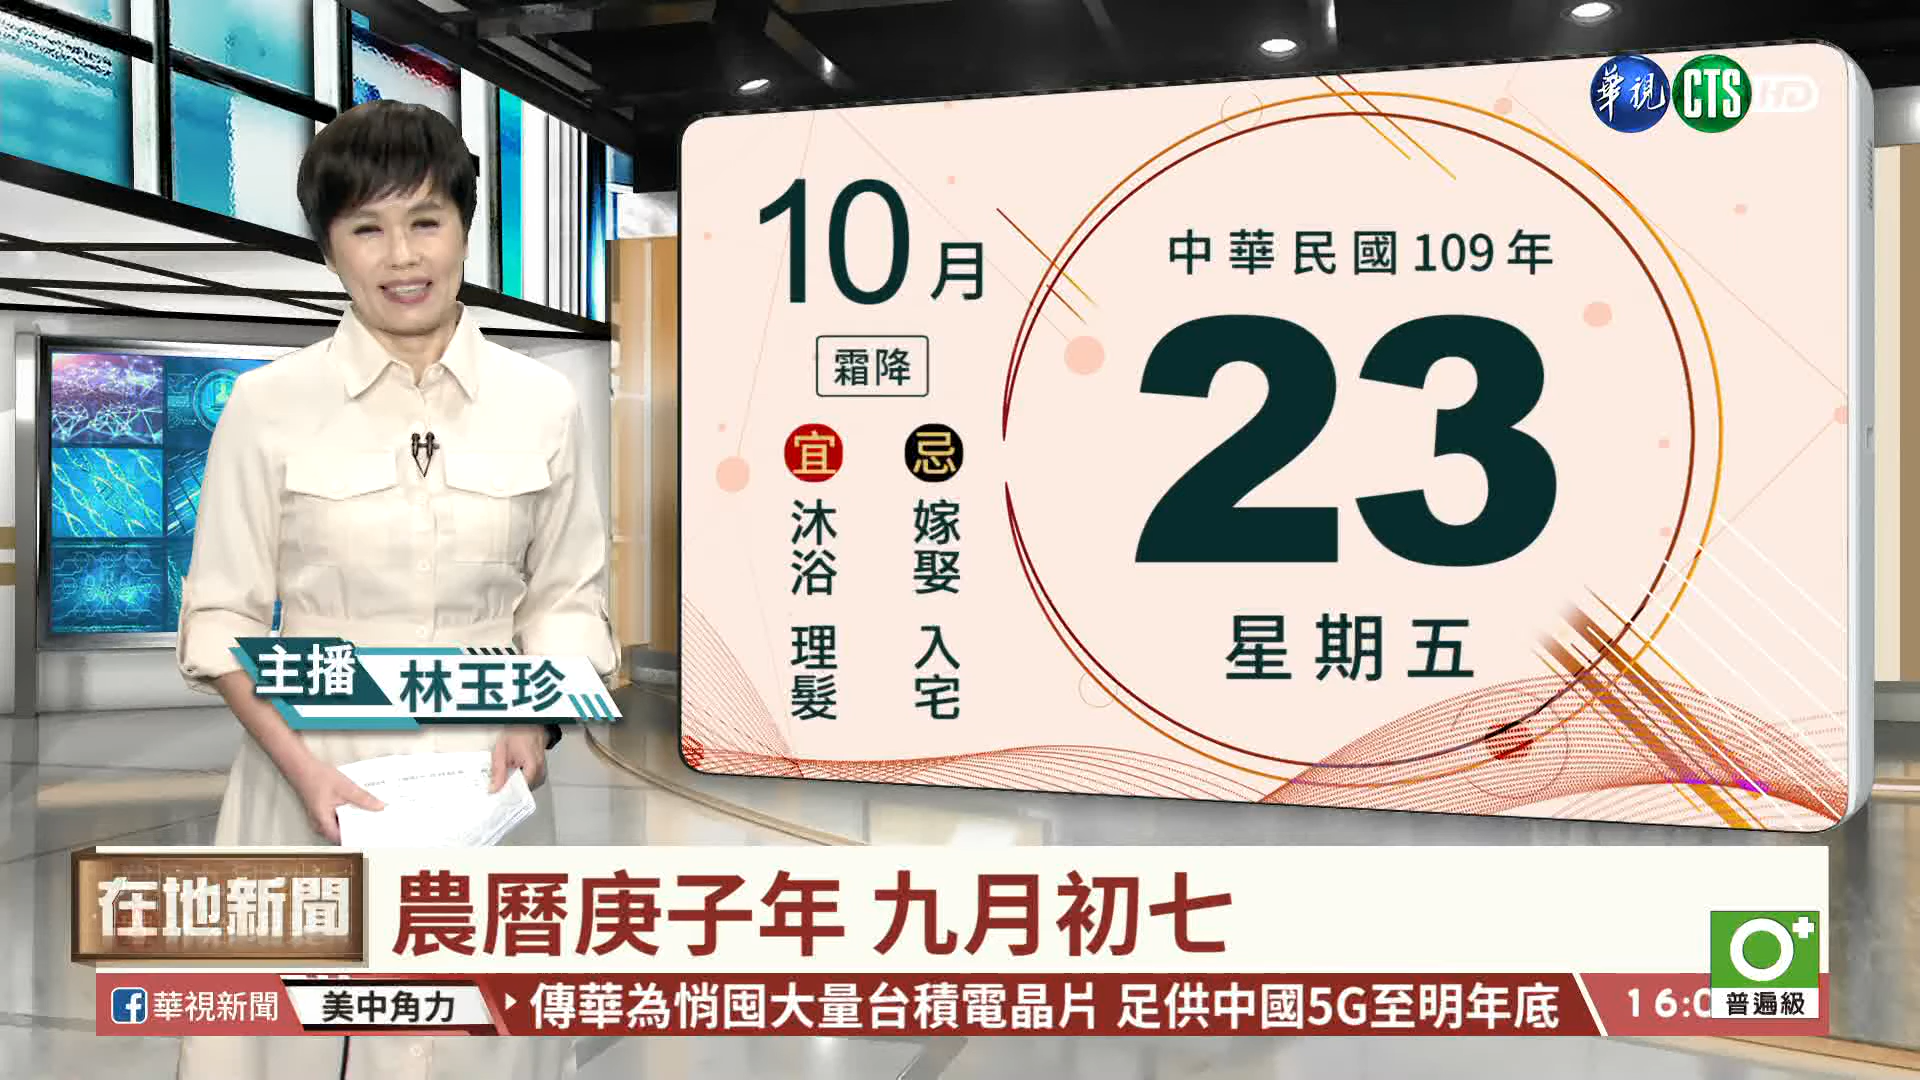 華視 CTS HD
10月
霜降
宜 沐浴 理髮
忌 嫁娶 入宅
中華民國109年
23
星期五
主播 林玉珍
在地新聞
農曆庚子年 九月初七
華視新聞
美中角力
傳華為悄囤大量台積電晶片 足供中國5G至明年底
16:0
普遍級